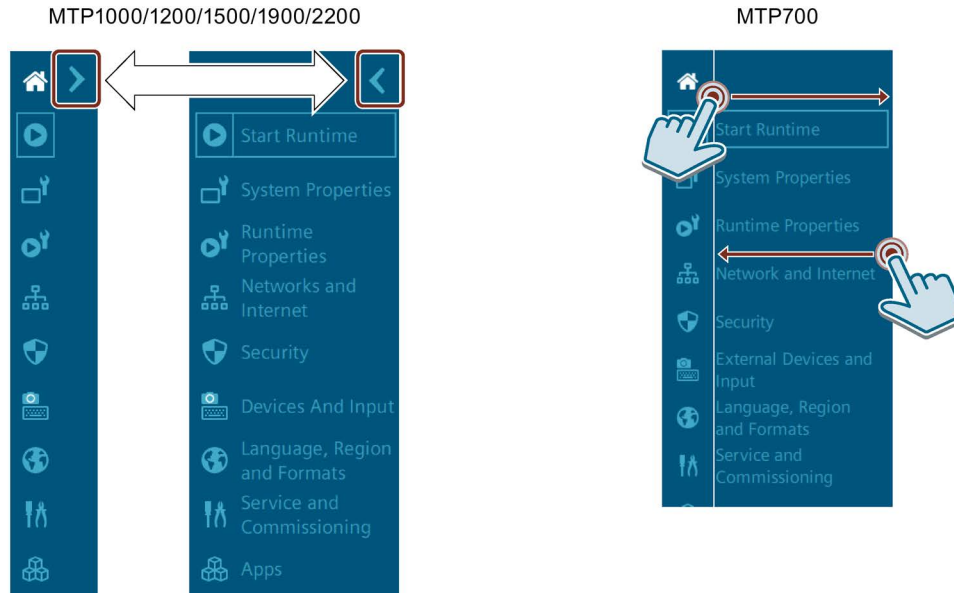 MTP1000/1200/1500/1900/2200
Start Runtime
System Properties
Runtime
Properties
Networks and
Internet
Security
Devices And Input
Language, Region
and Formats
Service and
Commissioning
Apps
MTP700
Start Runtime
System Properties
Runtime Properties
Network and Internet
Security
External Devices and
Input
Language, Region
and Formats
Service and
Commissioning